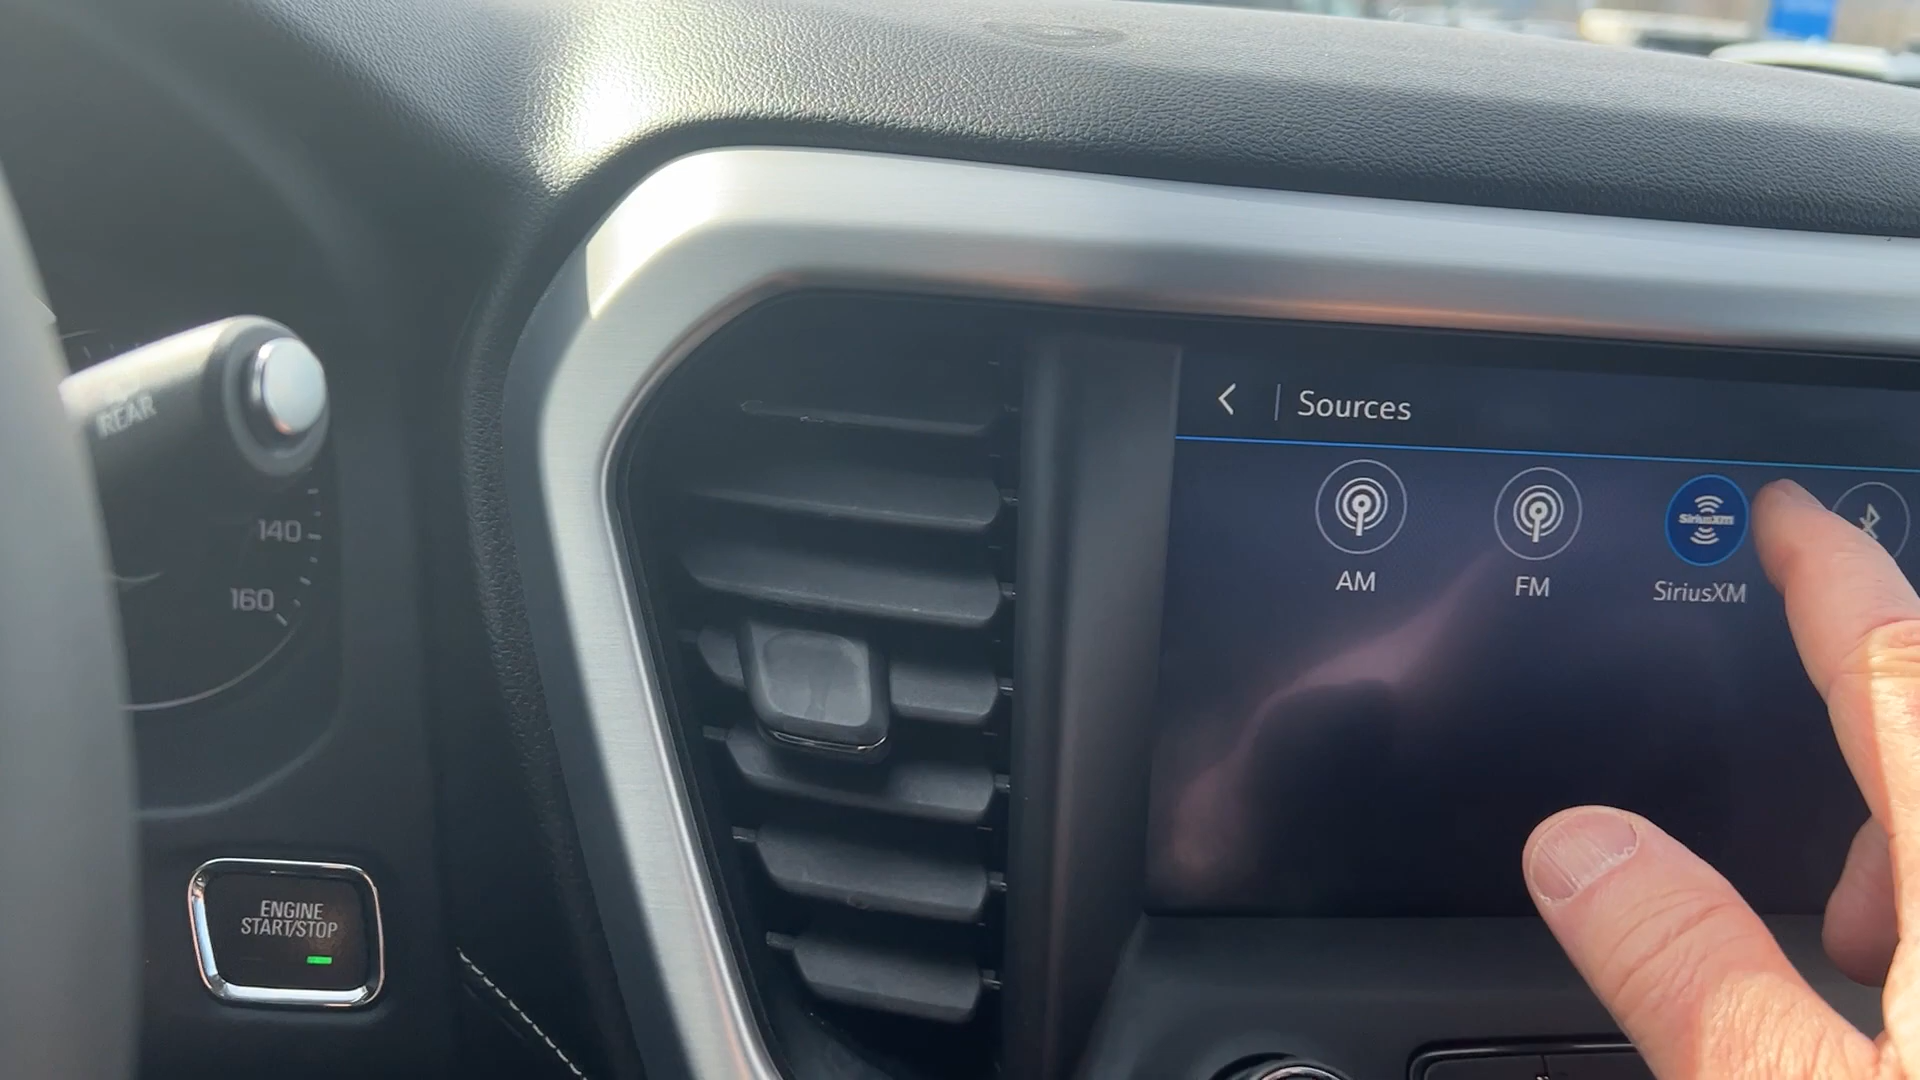 REAR
140
160
ENGINE
START/STOP
Sources
SiriusXM
AM
FM
SiriusXM